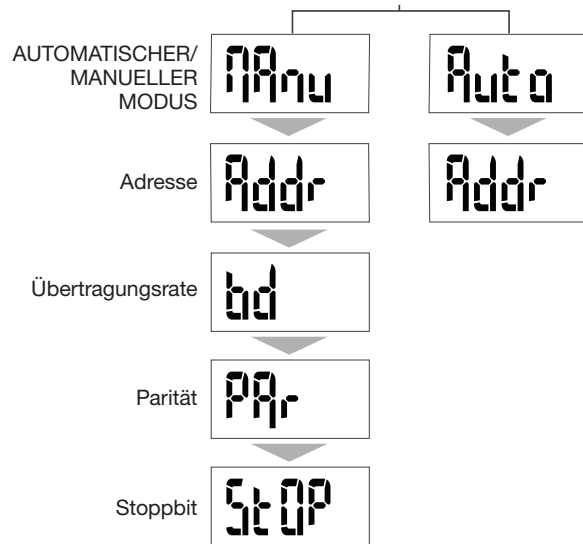 AUTOMATISCHER/
MANUELLER
MODUS
MAnu
Auto
Adresse
Addr
Addr
Übertragungsrate
bd
Parität
PAr
Stoppbit
StOP